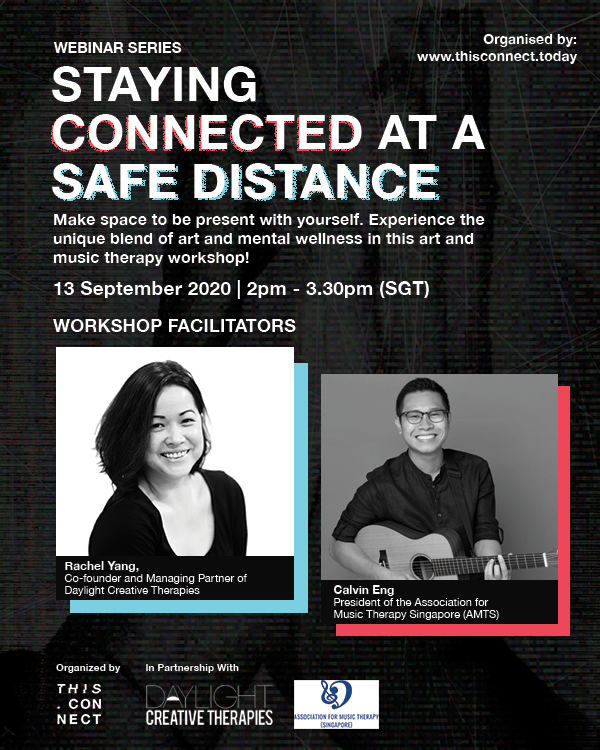 WEBINAR SERIES
Organised by:
www.thisconnect.today
STAYING
CONNECTED AT A
SAFE DISTANCE
Make space to be present with yourself. Experience the
unique blend of art and mental wellness in this art and
music therapy workshop!
13 September 2020 | 2pm - 3.30pm (SGT)
WORKSHOP FACILITATORS
Rachel Yang,
Co-founder and Managing Partner of
Daylight Creative Therapies
Calvin Eng
President of the Association for
Music Therapy Singapore (AMTS)
Organized by
THIS
.CON
NECT
In Partnership With
DAYLIGHT
CREATIVE THERAPIES
ASSOCIATION FOR MUSIC THERAPY
(SINGAPORE)